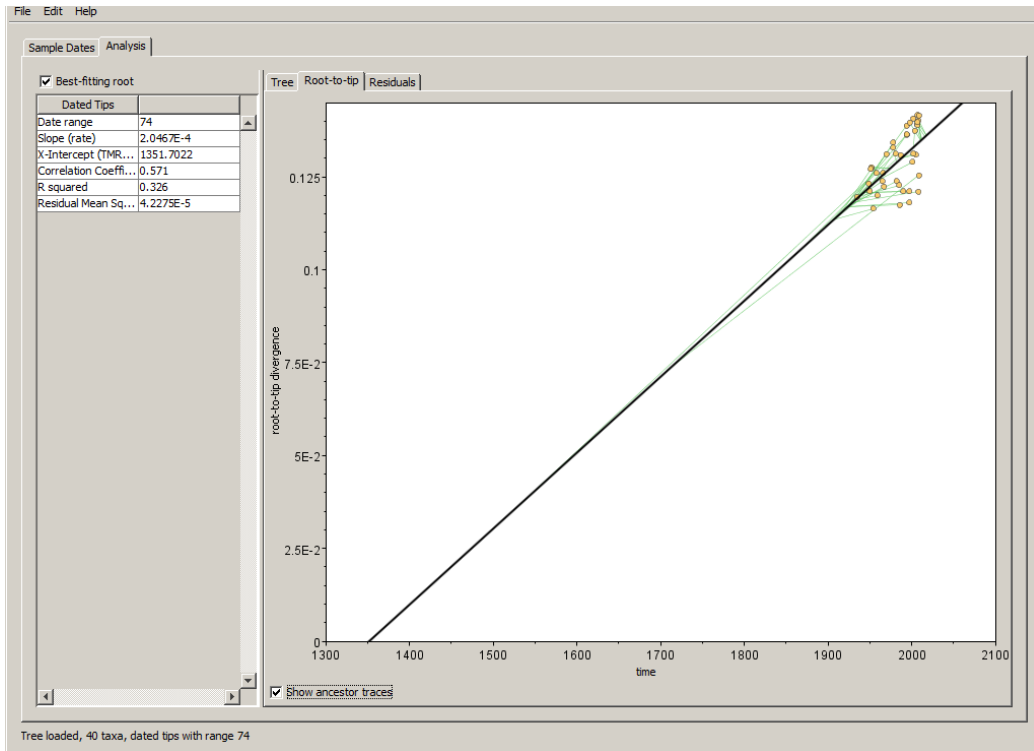 File Edit Help
Sample Dates Analysis
Best-fitting root
Dated Tips
Date range 74
Slope (rate) 2.0467E-4
X-Intercept (TMR... 1351.7022
Correlation Coeffi... 0.571
R squared 0.326
Residual Mean Sq... 4.2275E-5
Tree Root-to-tip Residuals
0.125
0.1
7.5E-2
5E-2
2.5E-2
0
root-to-tip divergence
1300 1400 1500 1600 1700 1800 1900 2000 2100
time
Show ancestor traces
Tree loaded, 40 taxa, dated tips with range 74